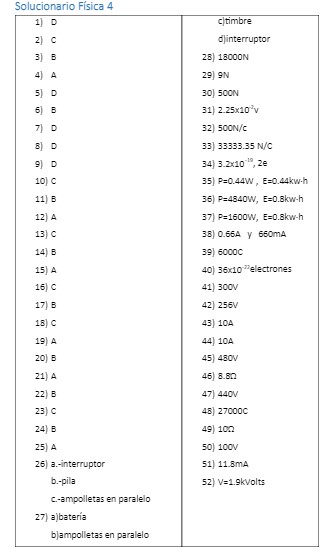 Solucionario Física 4
1) D
2) C
3) B
4) A
5) D
6) B
7) D
8) D
9) D
10) C
11) B
12) A
13) C
14) B
15) A
16) C
17) B
18) C
19) A
20) B
21) A
22) B
23) C
24) B
25) A
26) a.-interruptor
b.-pila
c.-ampolletas en paralelo
27) a)batería
b)ampolletas en paralelo
c)timbre
d)interruptor
28) 18000N
29) 9N
30) 500N
31) 2.25x10⁻²v
32) 500N/c
33) 33333.35 N/C
34) 3.2x10⁻¹⁹, 2e
35) P=0.44W , E=0.44kw-h
36) P=4840W, E=0.8kw-h
37) P=1600W, E=0.8kw-h
38) 0.66A y 660mA
39) 6000C
40) 36x10⁻²³electrones
41) 300V
42) 256V
43) 10A
44) 10A
45) 480V
46) 8.8Ω
47) 440V
48) 27000C
49) 10Ω
50) 100V
51) 11.8mA
52) V=1.9kVolts